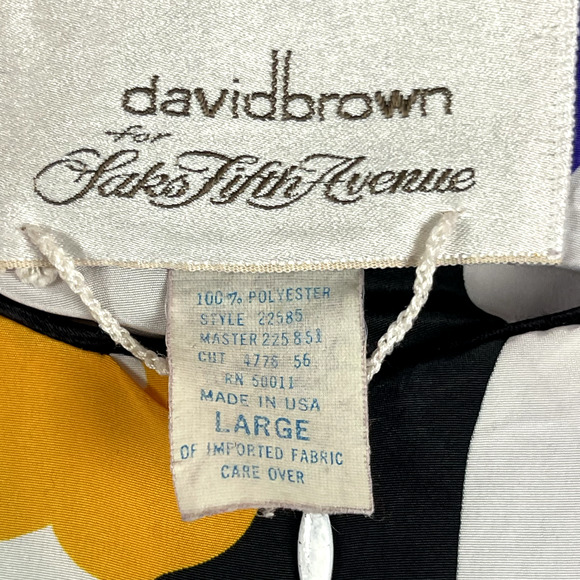 davidbrown
for
Saks Fifth Avenue
100% POLYESTER
STYLE 22585
MASTER 225851
CUT 4776 56
RN 50011
MADE IN USA
LARGE
OF IMPORTED FABRIC
CARE OVER